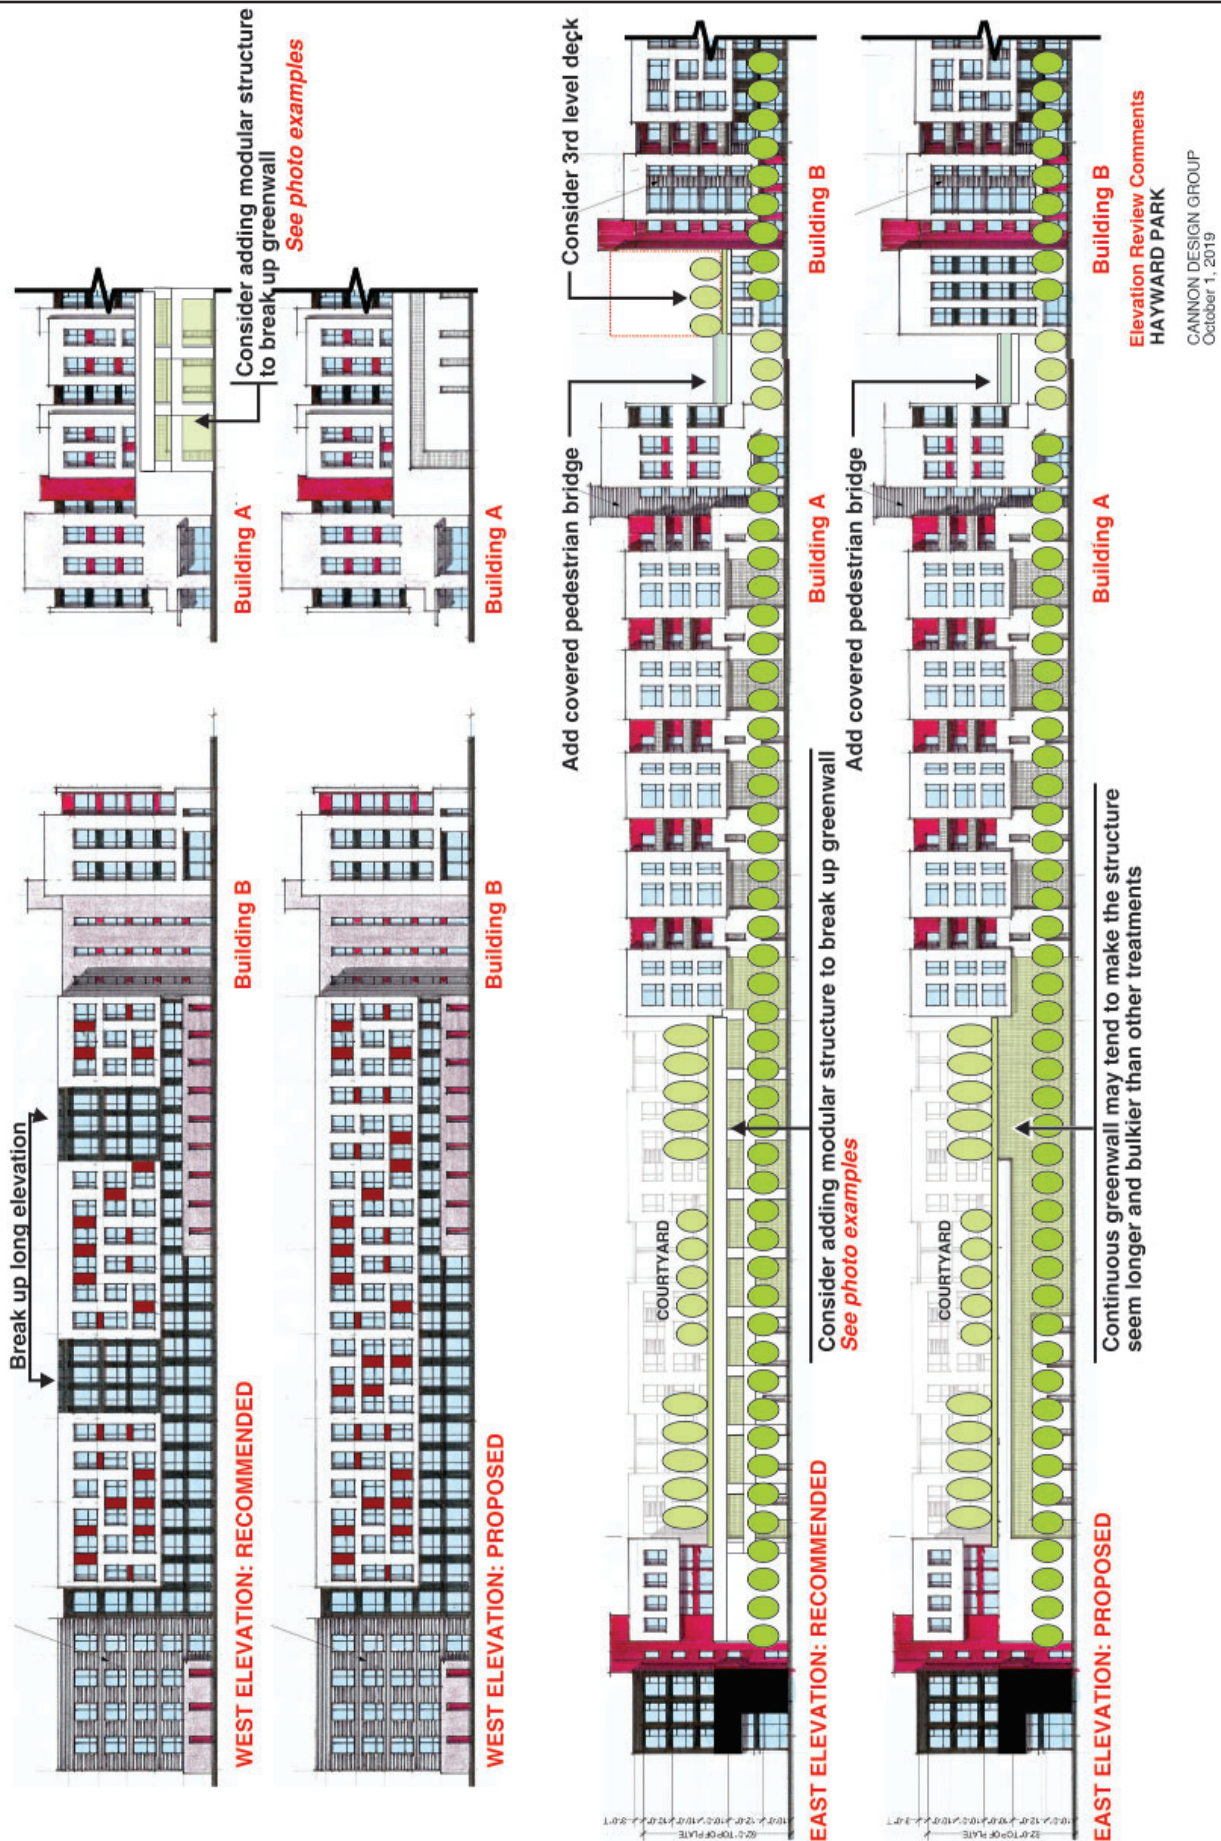 Break up long elevation
Consider adding modular structure
to break up greenwall
See photo examples
WEST ELEVATION: RECOMMENDED
Building B
Building A
WEST ELEVATION: PROPOSED
Building B
Building A
Add covered pedestrian bridge
Consider 3rd level deck
COURTYARD
EAST ELEVATION: RECOMMENDED
Consider adding modular structure to break up greenwall
See photo examples
Building A
Building B
Add covered pedestrian bridge
COURTYARD
EAST ELEVATION: PROPOSED
Continuous greenwall may tend to make the structure
seem longer and bulkier than other treatments
Building A
Building B
Elevation Review Comments
HAYWARD PARK
CANNON DESIGN GROUP
October 1, 2019